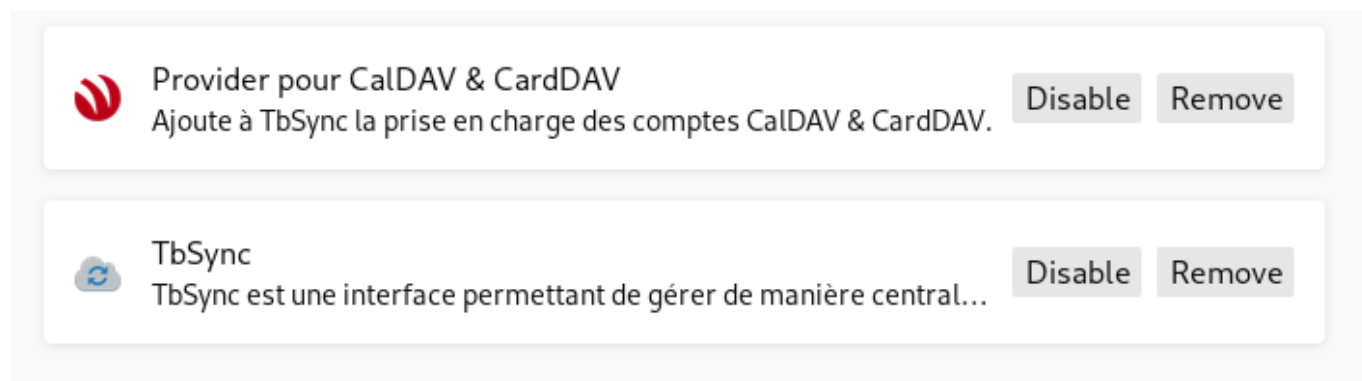 Provider pour CalDAV & CardDAV
Ajoute à TbSync la prise en charge des comptes CalDAV & CardDAV.
Disable Remove
TbSync
TbSync est une interface permettant de gérer de manière central...
Disable Remove